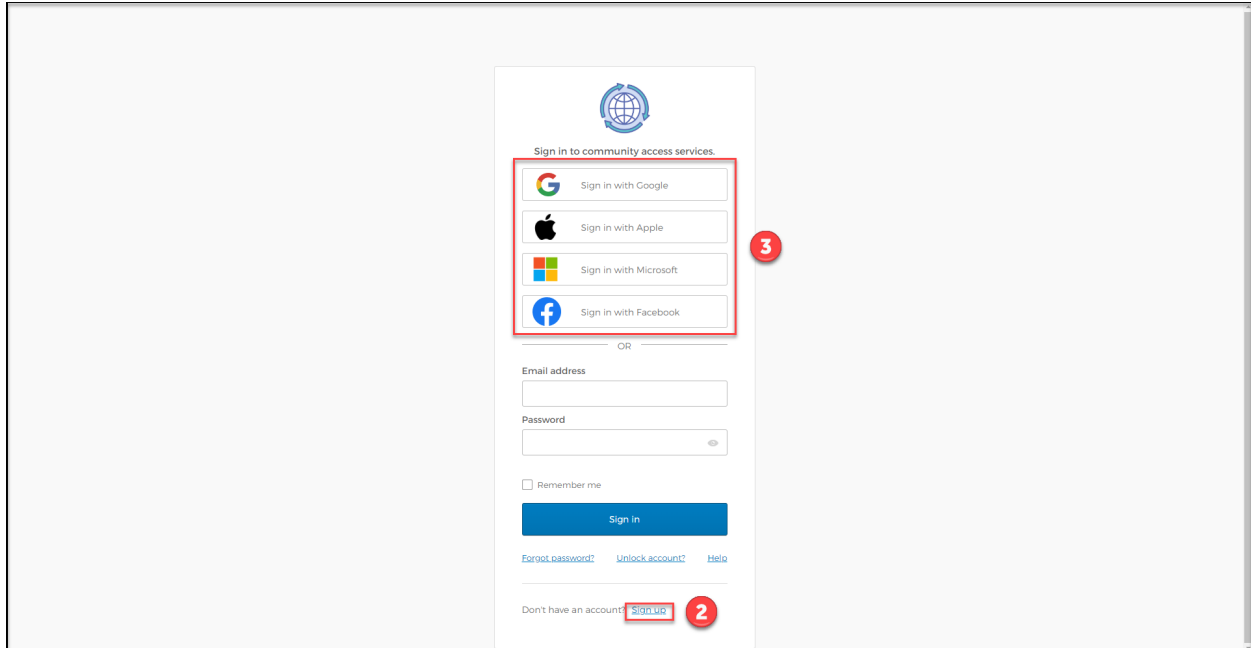 Sign in to community access services.
Sign in with Google
Sign in with Apple
3
Sign in with Microsoft
Sign in with Facebook
OR
Email address
Password
Remember me
Sign in
Forgot password? Unlock account? Help
Don't have an account? Sign up 2